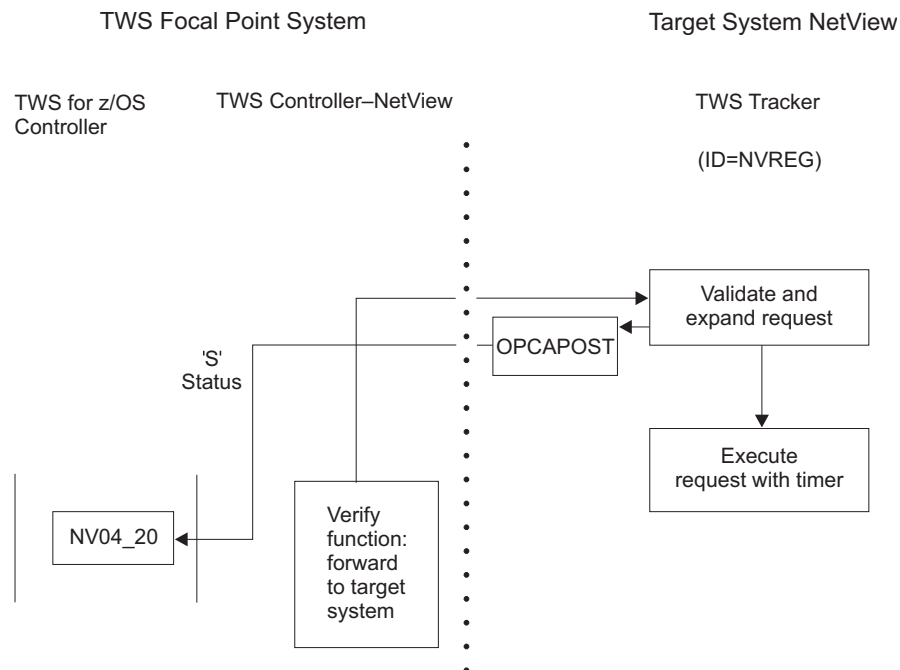 TWS Focal Point System
Target System NetView
TWS for z/OS
Controller
TWS Controller–NetView
TWS Tracker
(ID=NVREG)
Validate and
expand request
OPCAPOST
'S'
Status
Execute
request with timer
NV04_20
Verify
function:
forward
to target
system